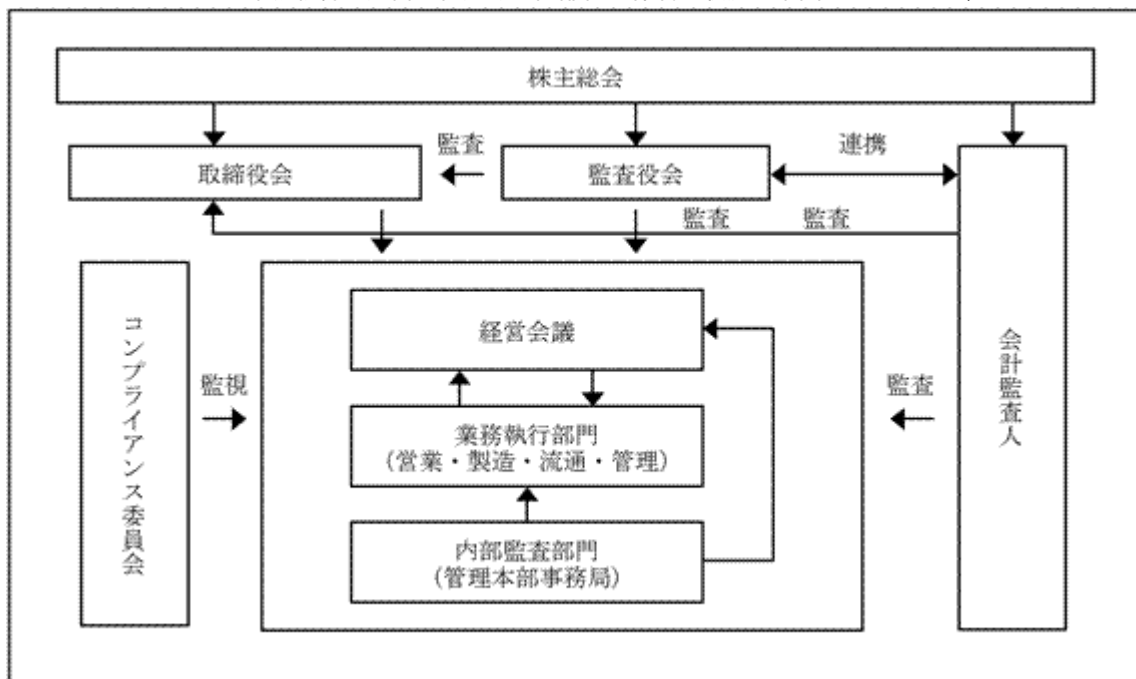 株主総会
監査
連携
取締役会
監査役会
監査
監査
コンプライアンス委員会
経営会議
会計監査人
監視
監査
業務執行部門
(営業・製造・流通・管理)
内部監査部門
(管理本部事務局)